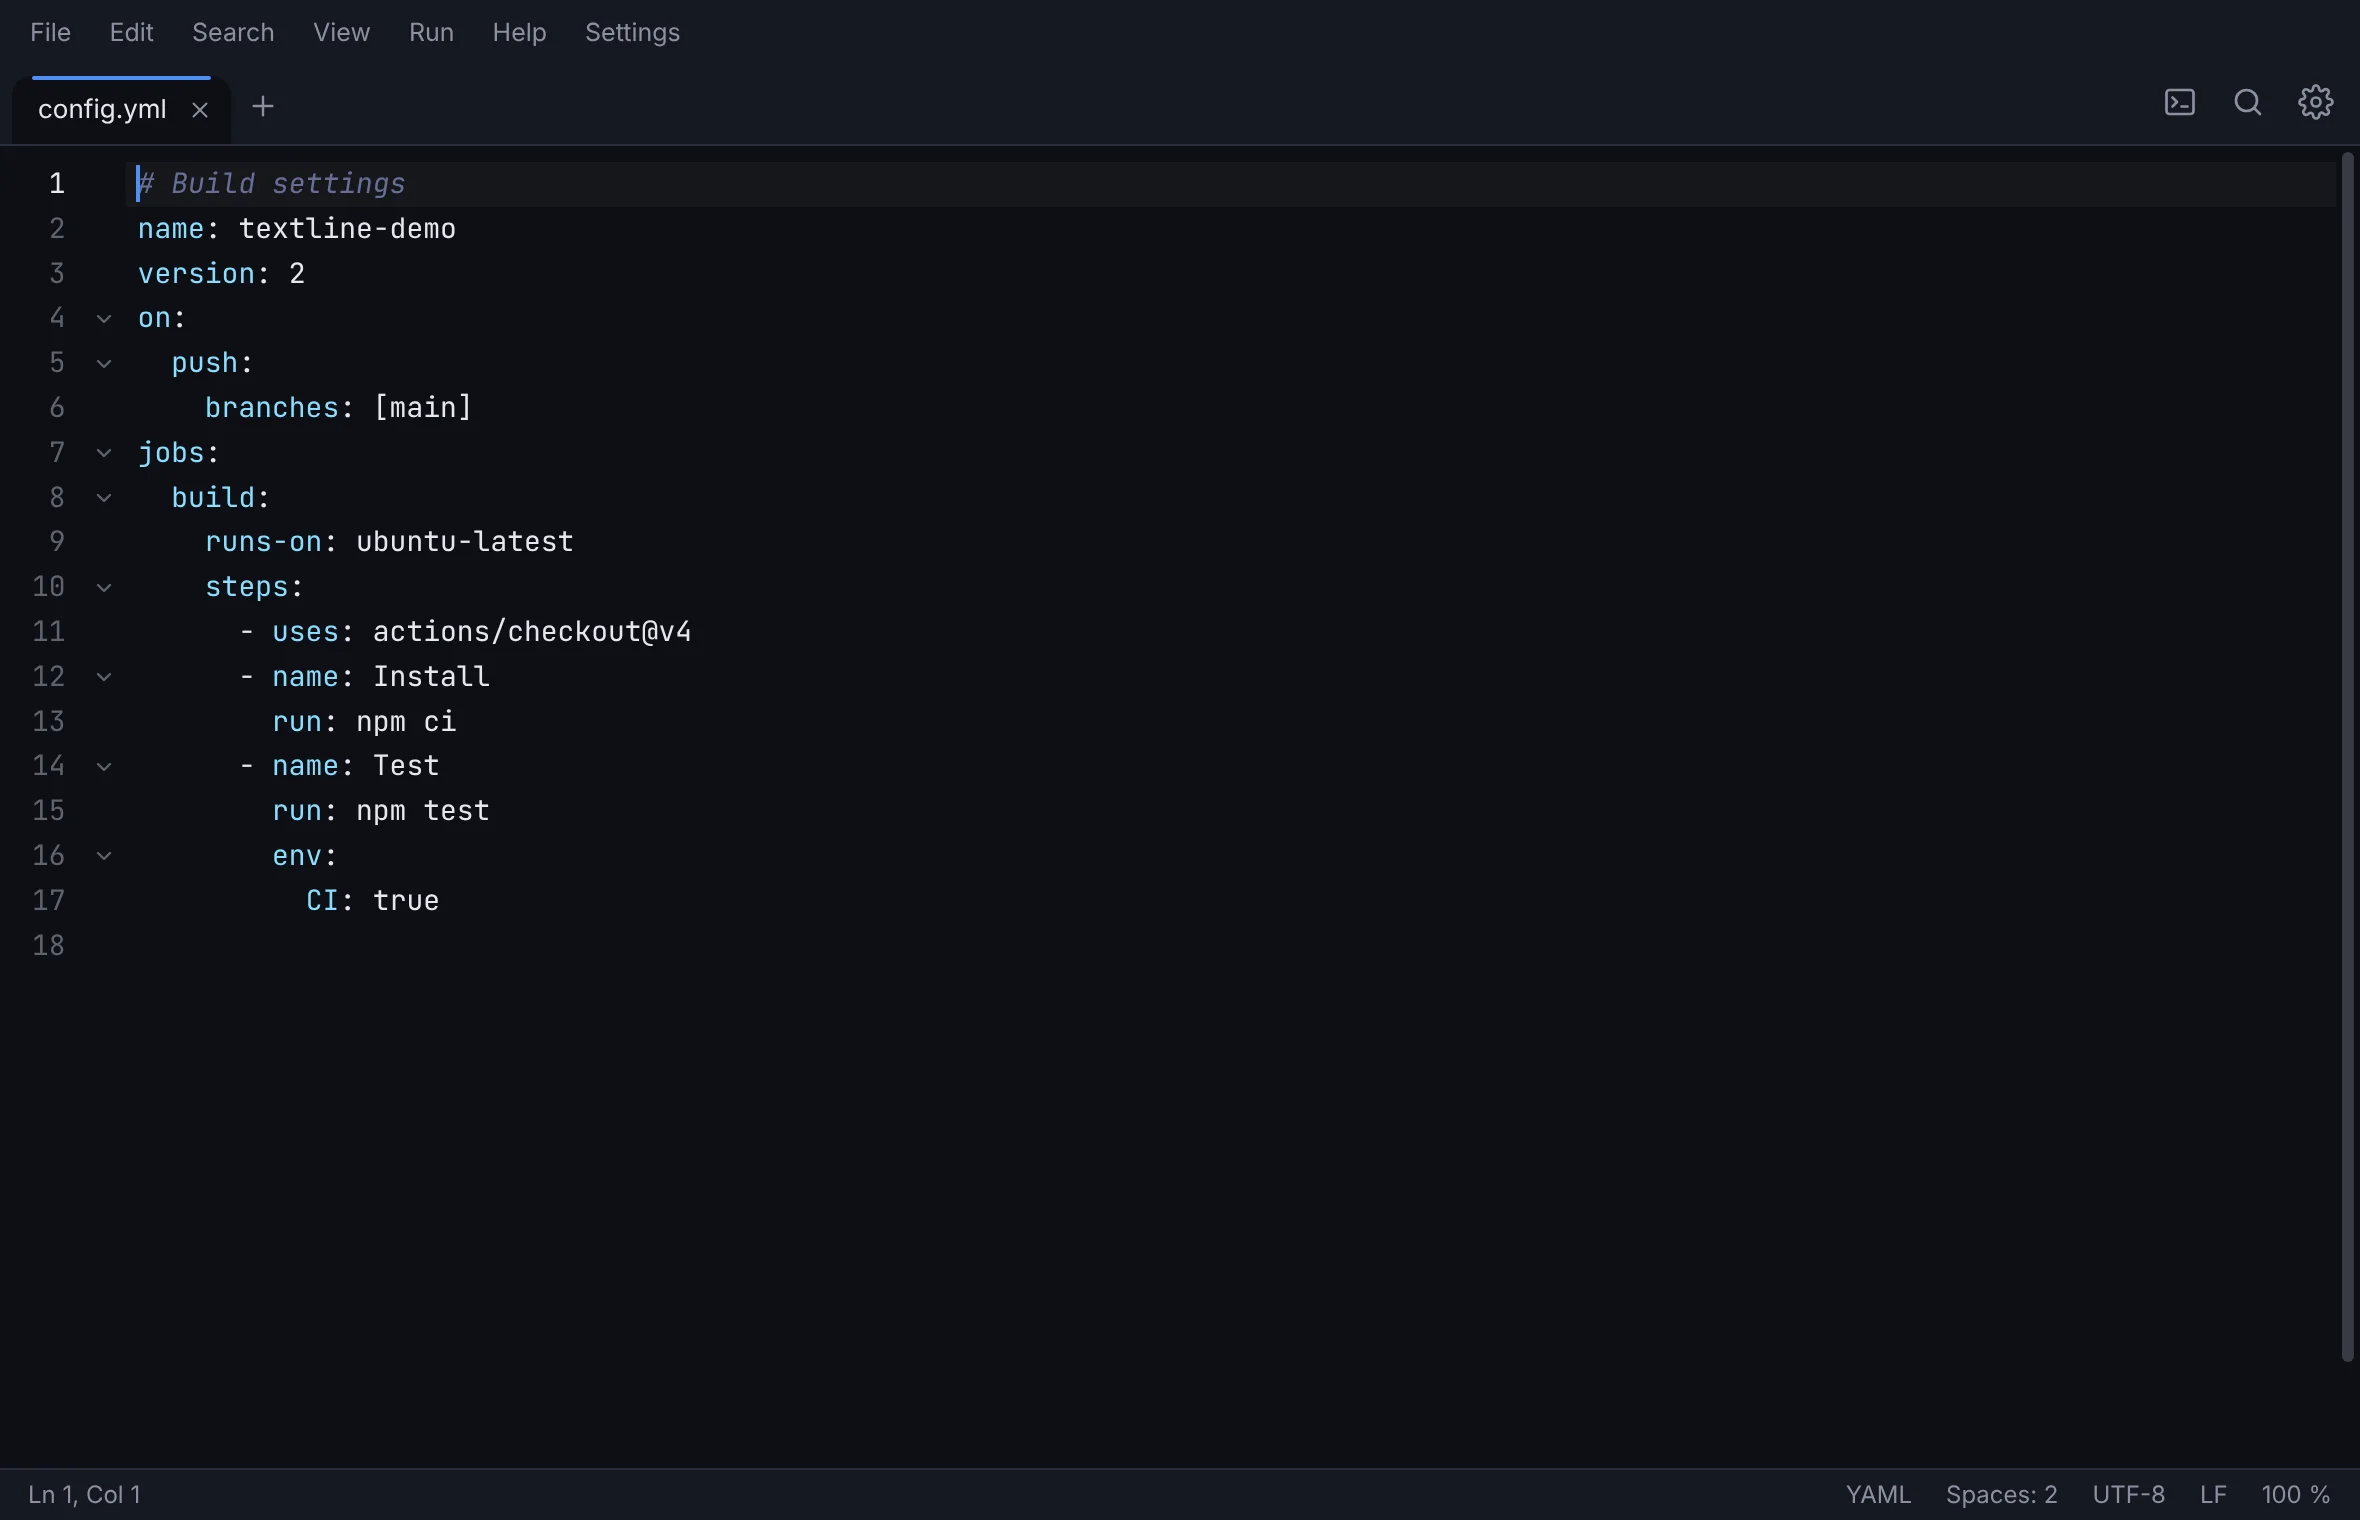 File Edit Search View Run Help Settings
config.yml
1 # Build settings
2 name: textline-demo
3 version: 2
4 on:
5   push:
6     branches: [main]
7 jobs:
8   build:
9     runs-on: ubuntu-latest
10     steps:
11       - uses: actions/checkout@v4
12       - name: Install
13         run: npm ci
14       - name: Test
15         run: npm test
16         env:
17           CI: true
18
Ln 1, Col 1 YAML Spaces: 2 UTF-8 LF 100 %